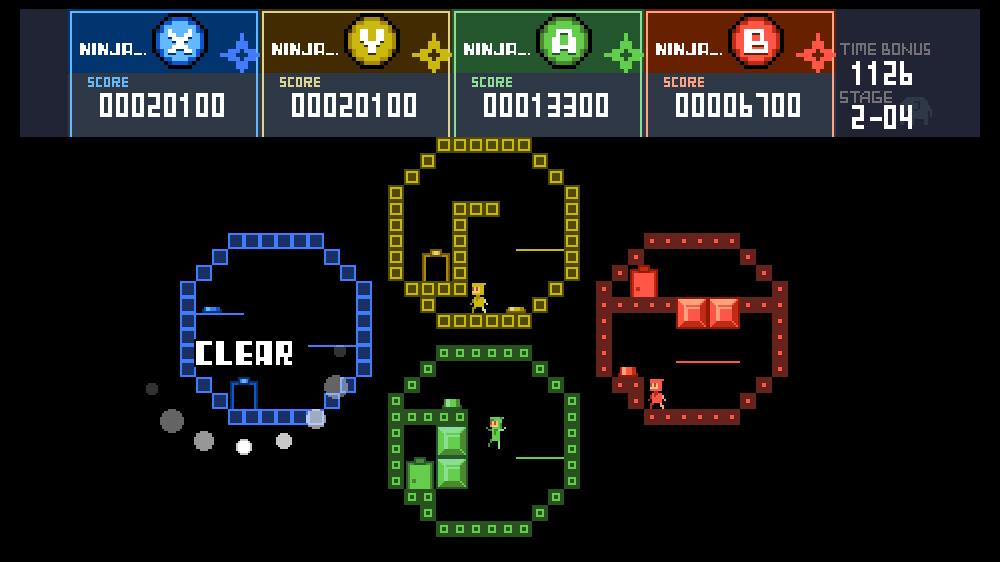 NINJA_.
X
NINJA_.
Y
NINJA_.
A
NINJA_.
B
SCORE
00020100
SCORE
00020100
SCORE
00013300
SCORE
00006700
TIME BONUS
1126
STAGE
2-04
CLEAR